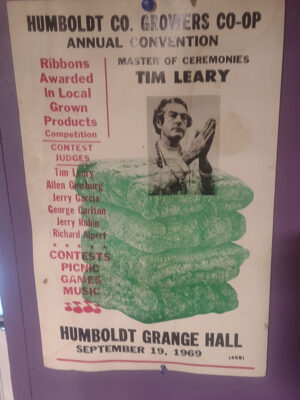 HUMBOLDT CO. GROWERS CO-OP
ANNUAL CONVENTION
Ribbons
Awarded
In Local
Grown
Products
Competition
MASTER OF CEREMONIES
TIM LEARY
CONTEST
JUDGES
Tim Leary
Allen Ginsburg
Jerry Garcia
George Carlton
Jerry Rubin
Richard Alpert
CONTESTS
PICNIC
GAMES
MUSIC
HUMBOLDT GRANGE HALL
SEPTEMBER 19, 1969